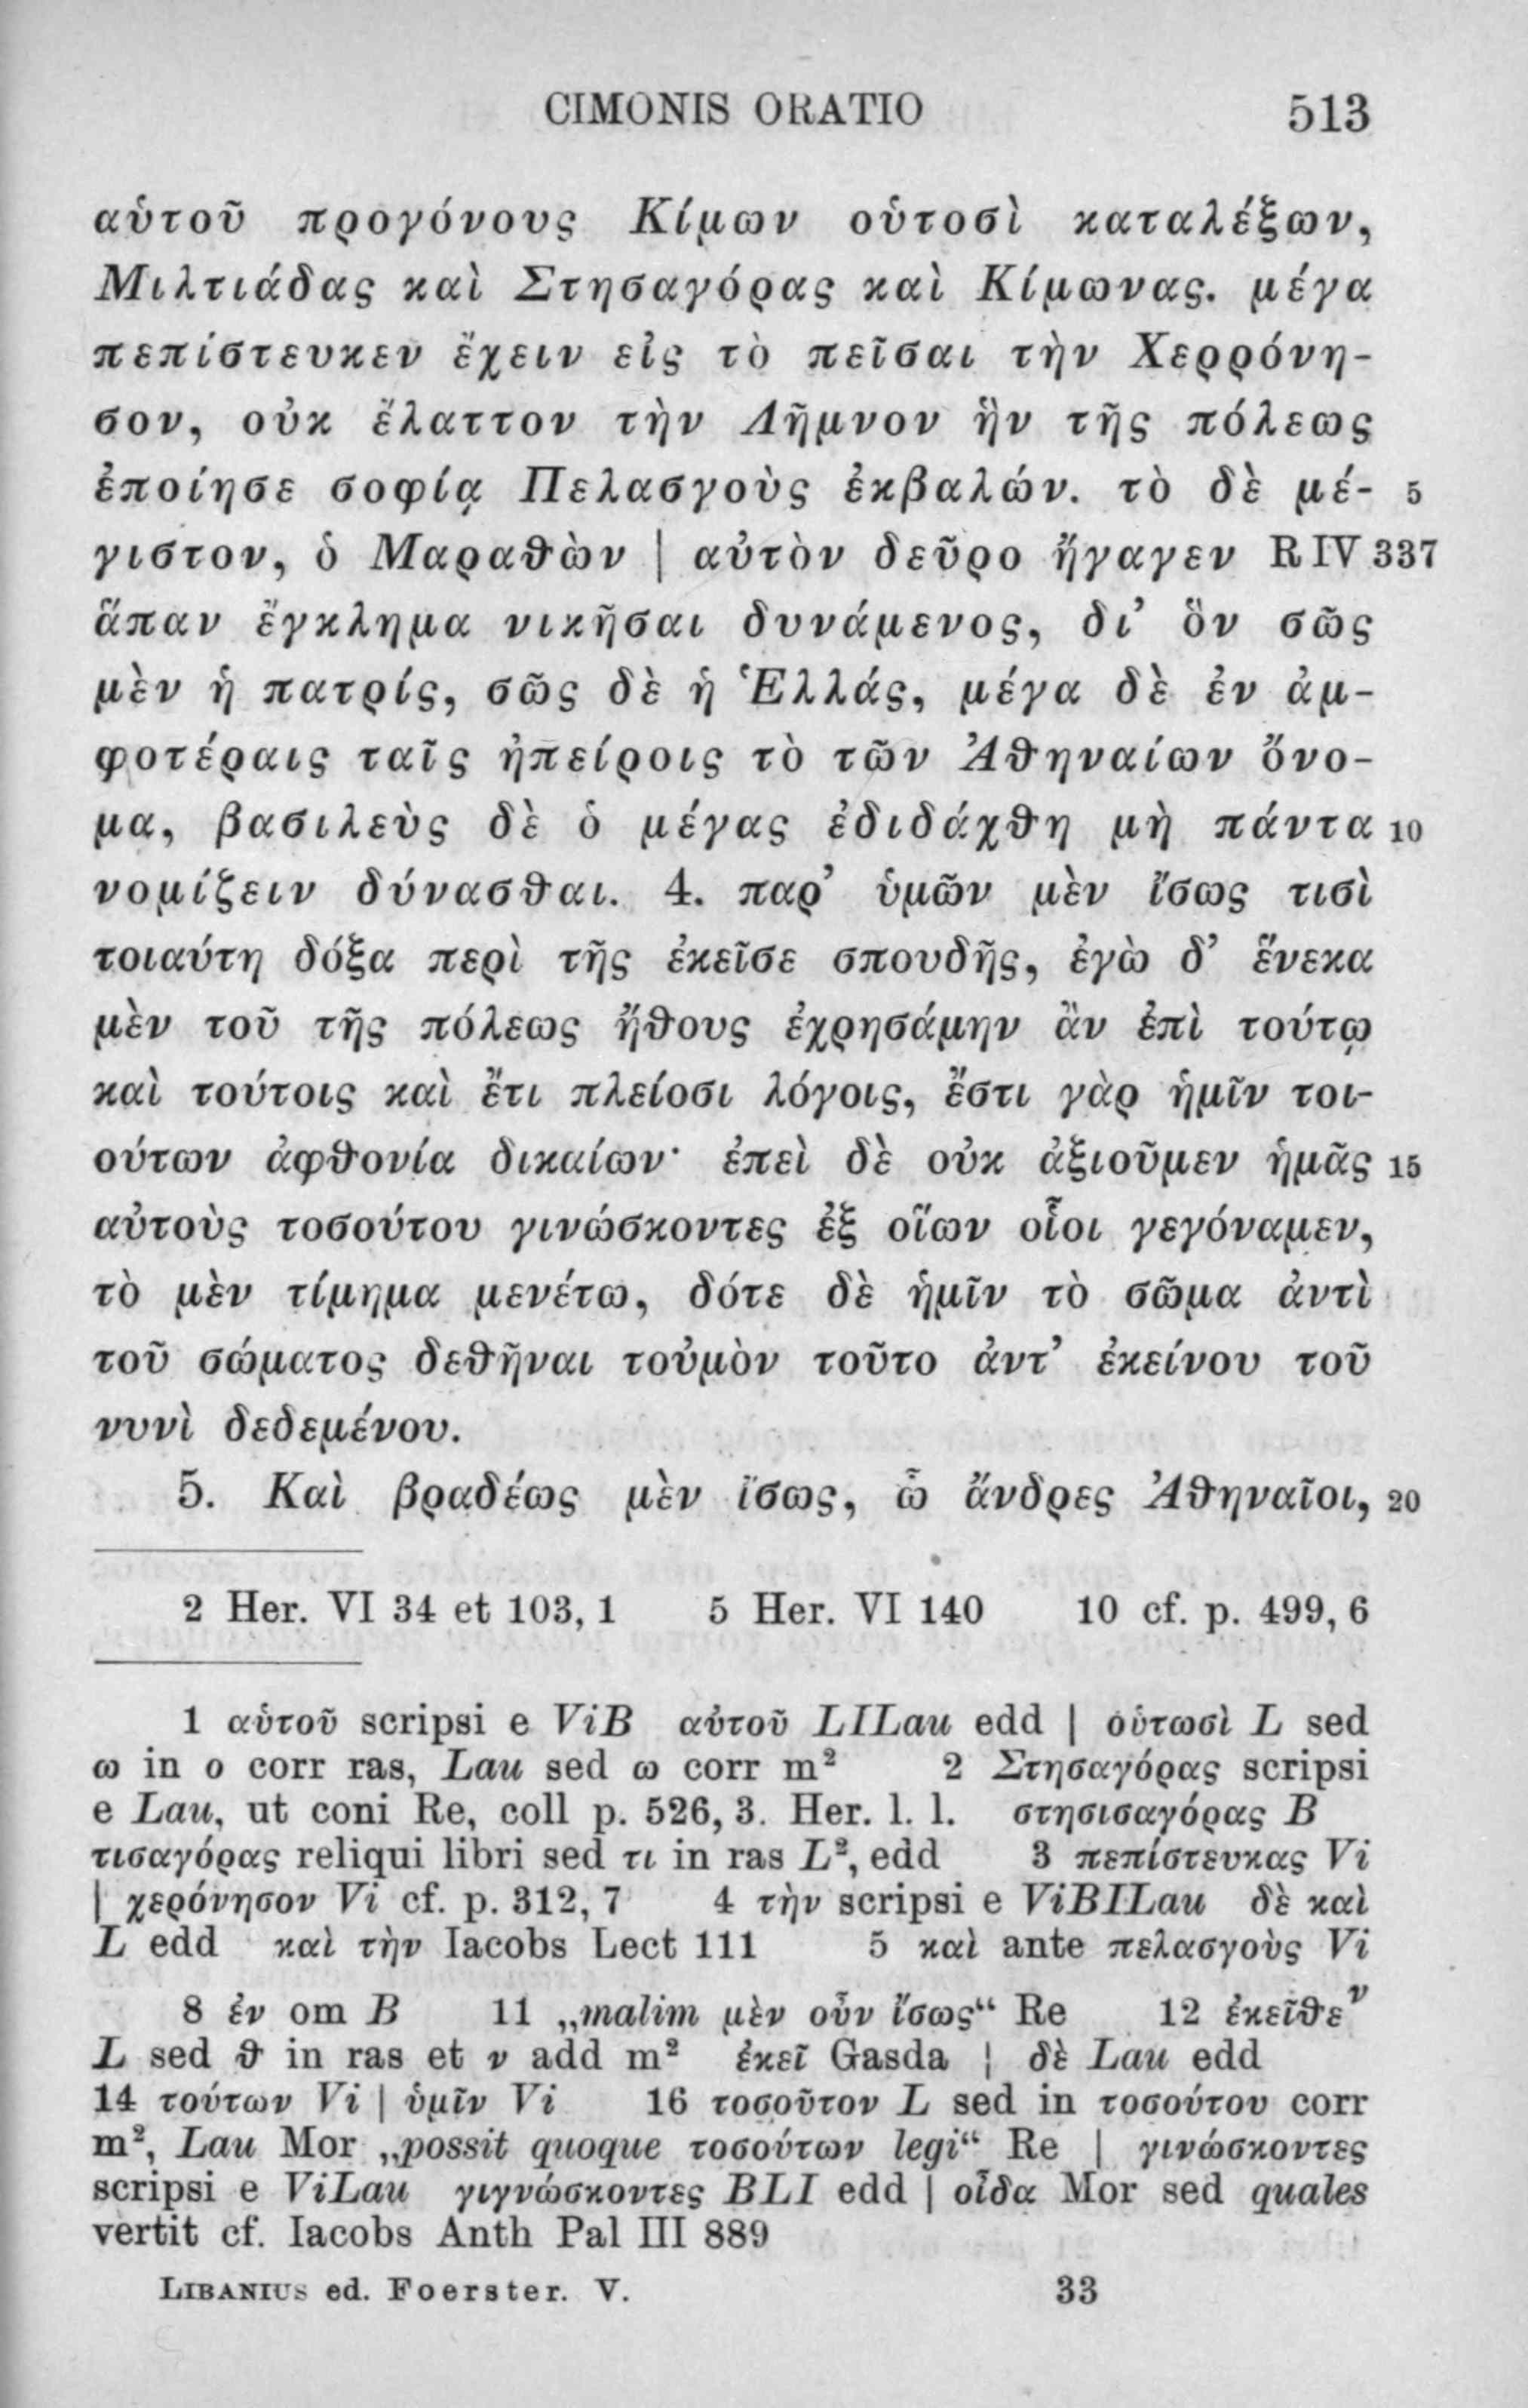 CIMONIS ORATIO 513
αὑτοῦ προγόνους Κίμων οὑτοσὶ καταλέξων,
Μιλτιάδας καὶ Στησαγόρας καὶ Κίμωνας. μέγα
πεπίστευκεν ἔχειν εἰς τὸ πεῖσαι τὴν Χερρόνη-
σον, οὐκ ἔλαττον τὴν Λῆμνον ἣν τῆς πόλεως
ἐποίησε σοφίᾳ Πελασγοὺς ἐκβαλών. τὸ δὲ μέ- 5
γιστον, ὁ Μαραθὼν | αὐτὸν δεῦρο ἤγαγεν R IV 337
ἅπαν ἔγκλημα νικῆσαι δυνάμενος, δι’ ὃν σῶς
μὲν ἡ πατρίς, σῶς δὲ ἡ Ἑλλάς, μέγα δὲ ἐν ἀμ-
φοτέραις ταῖς ἠπείροις τὸ τῶν Ἀθηναίων ὄνο-
μα, βασιλεὺς δὲ ὁ μέγας ἐδιδάχθη μὴ πάντα 10
νομίζειν δύνασθαι. 4. παρ’ ὑμῶν μὲν ἴσως τισὶ
τοιαύτη δόξα περὶ τῆς ἐκεῖσε σπουδῆς, ἐγὼ δ’ ἕνεκα
μὲν τοῦ τῆς πόλεως ἤθους ἐχρησάμην ἂν ἐπὶ τούτῳ
καὶ τούτοις καὶ ἔτι πλείοσι λόγοις, ἔστι γὰρ ἡμῖν τοι-
ούτων ἀφθονία δικαίων· ἐπεὶ δὲ οὐκ ἀξιοῦμεν ἡμᾶς 15
αὐτοὺς τοσούτου γινώσκοντες ἐξ οἵων οἷοι γεγόναμεν,
τὸ μὲν τίμημα μενέτω, δότε δὲ ἡμῖν τὸ σῶμα ἀντὶ
τοῦ σώματος δεθῆναι τοὐμὸν τοῦτο ἀντ’ ἐκείνου τοῦ
νυνὶ δεδεμένου.
5. Καὶ βραδέως μὲν ἴσως, ὦ ἄνδρες Ἀθηναῖοι, 20
2 Her. VI 34 et 103, 1 5 Her. VI 140 10 cf. p. 499, 6
1 αὑτοῦ scripsi e ViB αὐτοῦ LILau edd | οὑτωσὶ L sed
ω in ο corr ras, Lau sed ω corr m² 2 Στησαγόρας scripsi
e Lau, ut coni Re, coll p. 526, 3. Her. l. l. στησισαγόρας B
τισαγόρας reliqui libri sed τι in ras L², edd 3 πεπίστευκας Vi
| χερόνησον Vi cf. p. 312, 7 4 τὴν scripsi e ViBILau δὲ καὶ
L edd καὶ τὴν Iacobs Lect 111 5 καὶ ante πελασγοὺς Vi
8 ἐν om B 11 „malim μὲν οὖν ἴσως“ Re 12 ἐκεῖθεν
L sed θ in ras et ν add m² ἐκεῖ Gasda | δὲ Lau edd
14 τούτων Vi | ὑμῖν Vi 16 τοσοῦτον L sed in τοσούτου corr
m², Lau Mor „possit quoque τοσούτων legi“ Re | γινώσκοντες
scripsi e ViLau γιγνώσκοντες BLI edd | οἶδα Mor sed quales
vertit cf. Iacobs Anth Pal III 889
LIBANIUS ed. Foerster. V. 33